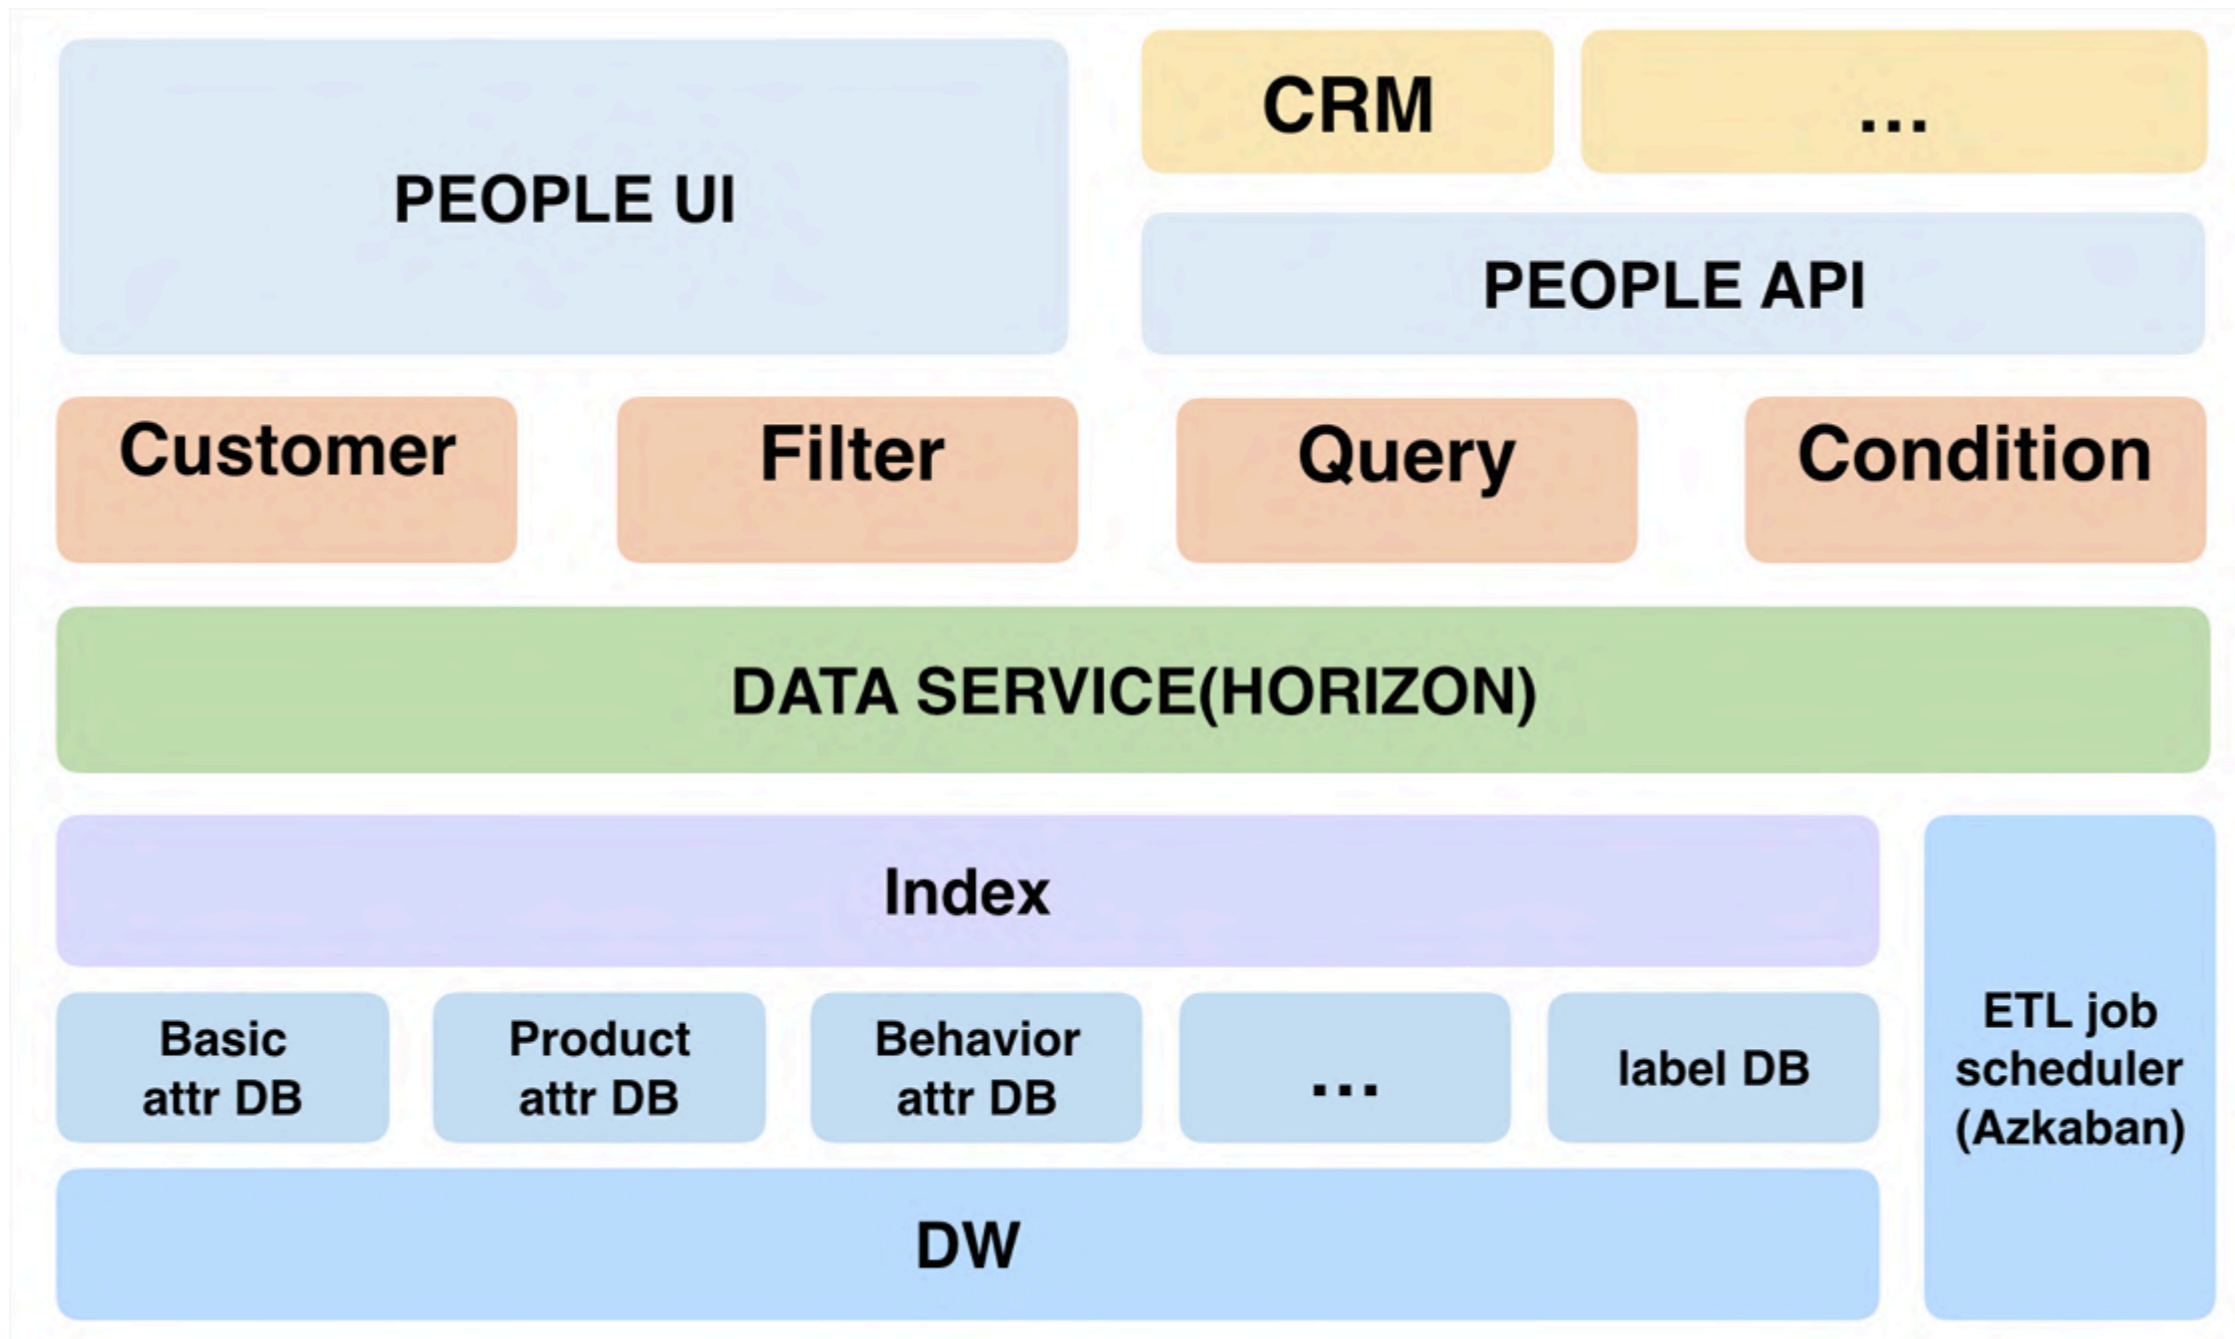 PEOPLE UI
CRM
...
PEOPLE API
Customer
Filter
Query
Condition
DATA SERVICE(HORIZON)
Index
Basic
attr DB
Product
attr DB
Behavior
attr DB
...
label DB
ETL job
scheduler
(Azkaban)
DW